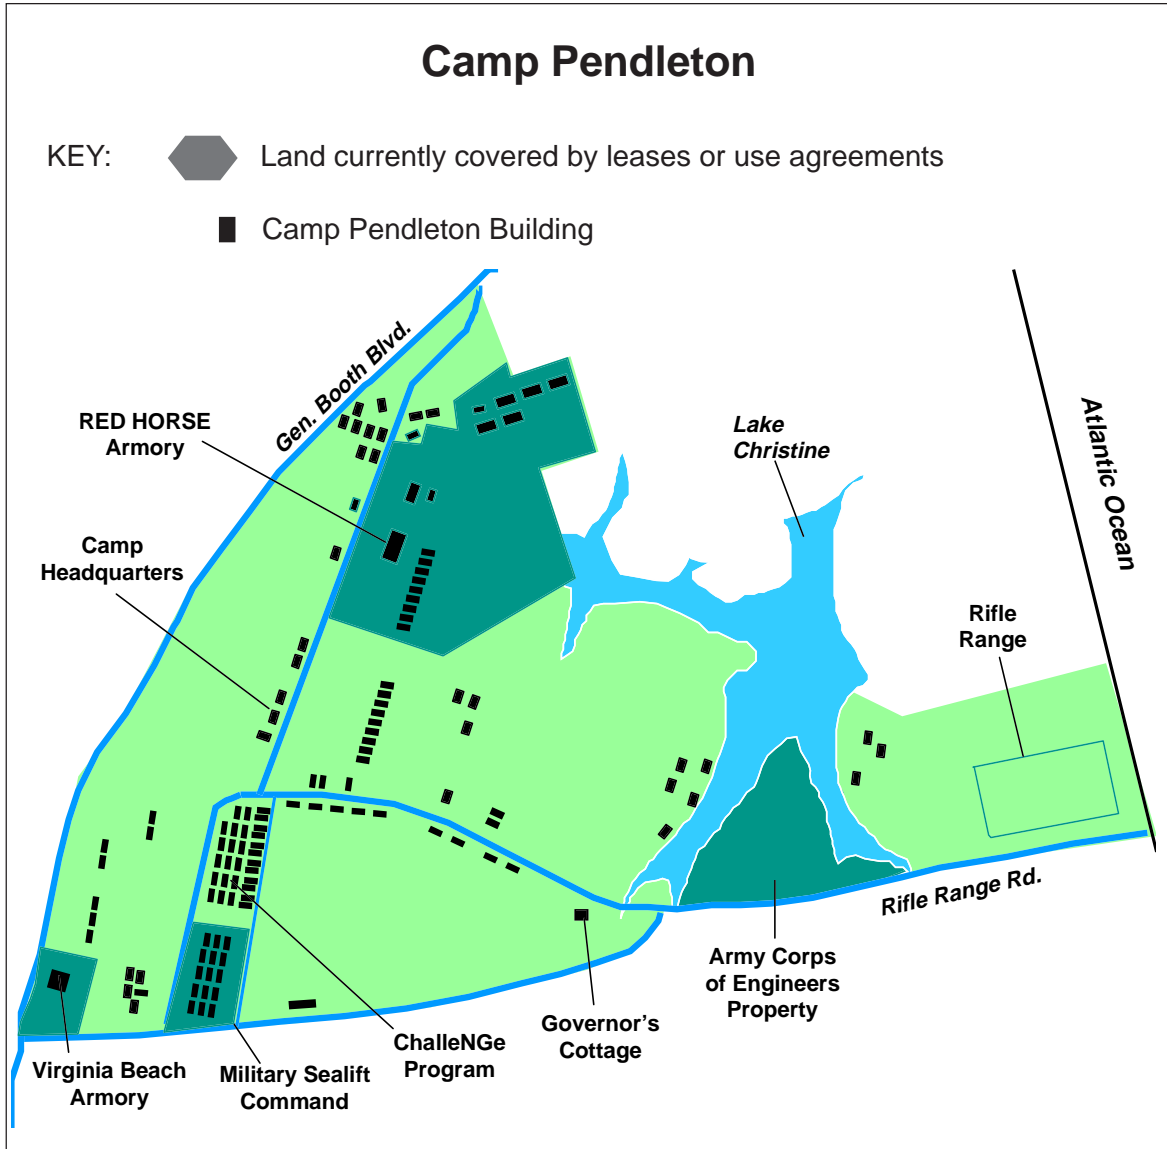 Camp Pendleton
KEY:
Land currently covered by leases or use agreements
Camp Pendleton Building
Gen. Booth Blvd.
RED HORSE
Armory
Lake
Christine
Atlantic Ocean
Camp
Headquarters
Rifle
Range
Rifle Range Rd.
Army Corps
of Engineers
Property
Governor's
Cottage
ChalleNGe
Program
Virginia Beach
Armory
Military Sealift
Command